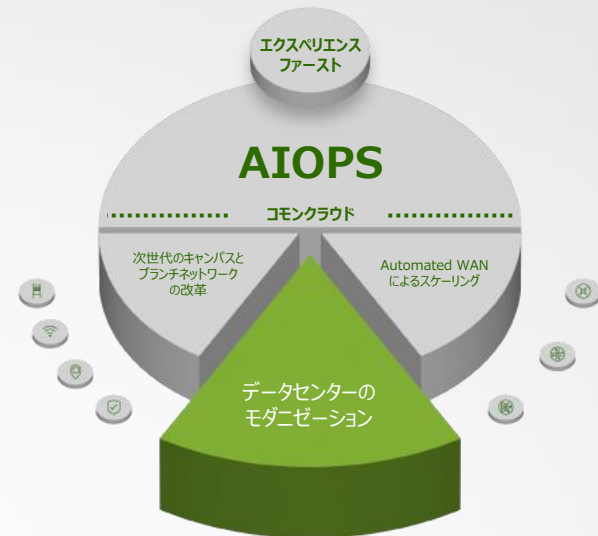 エクスペリエンス
ファースト
AIOPS
コモンクラウド
次世代のキャンパスと
ブランチネットワーク
の改革
Automated WAN
によるスケーリング
データセンターの
モダニゼーション